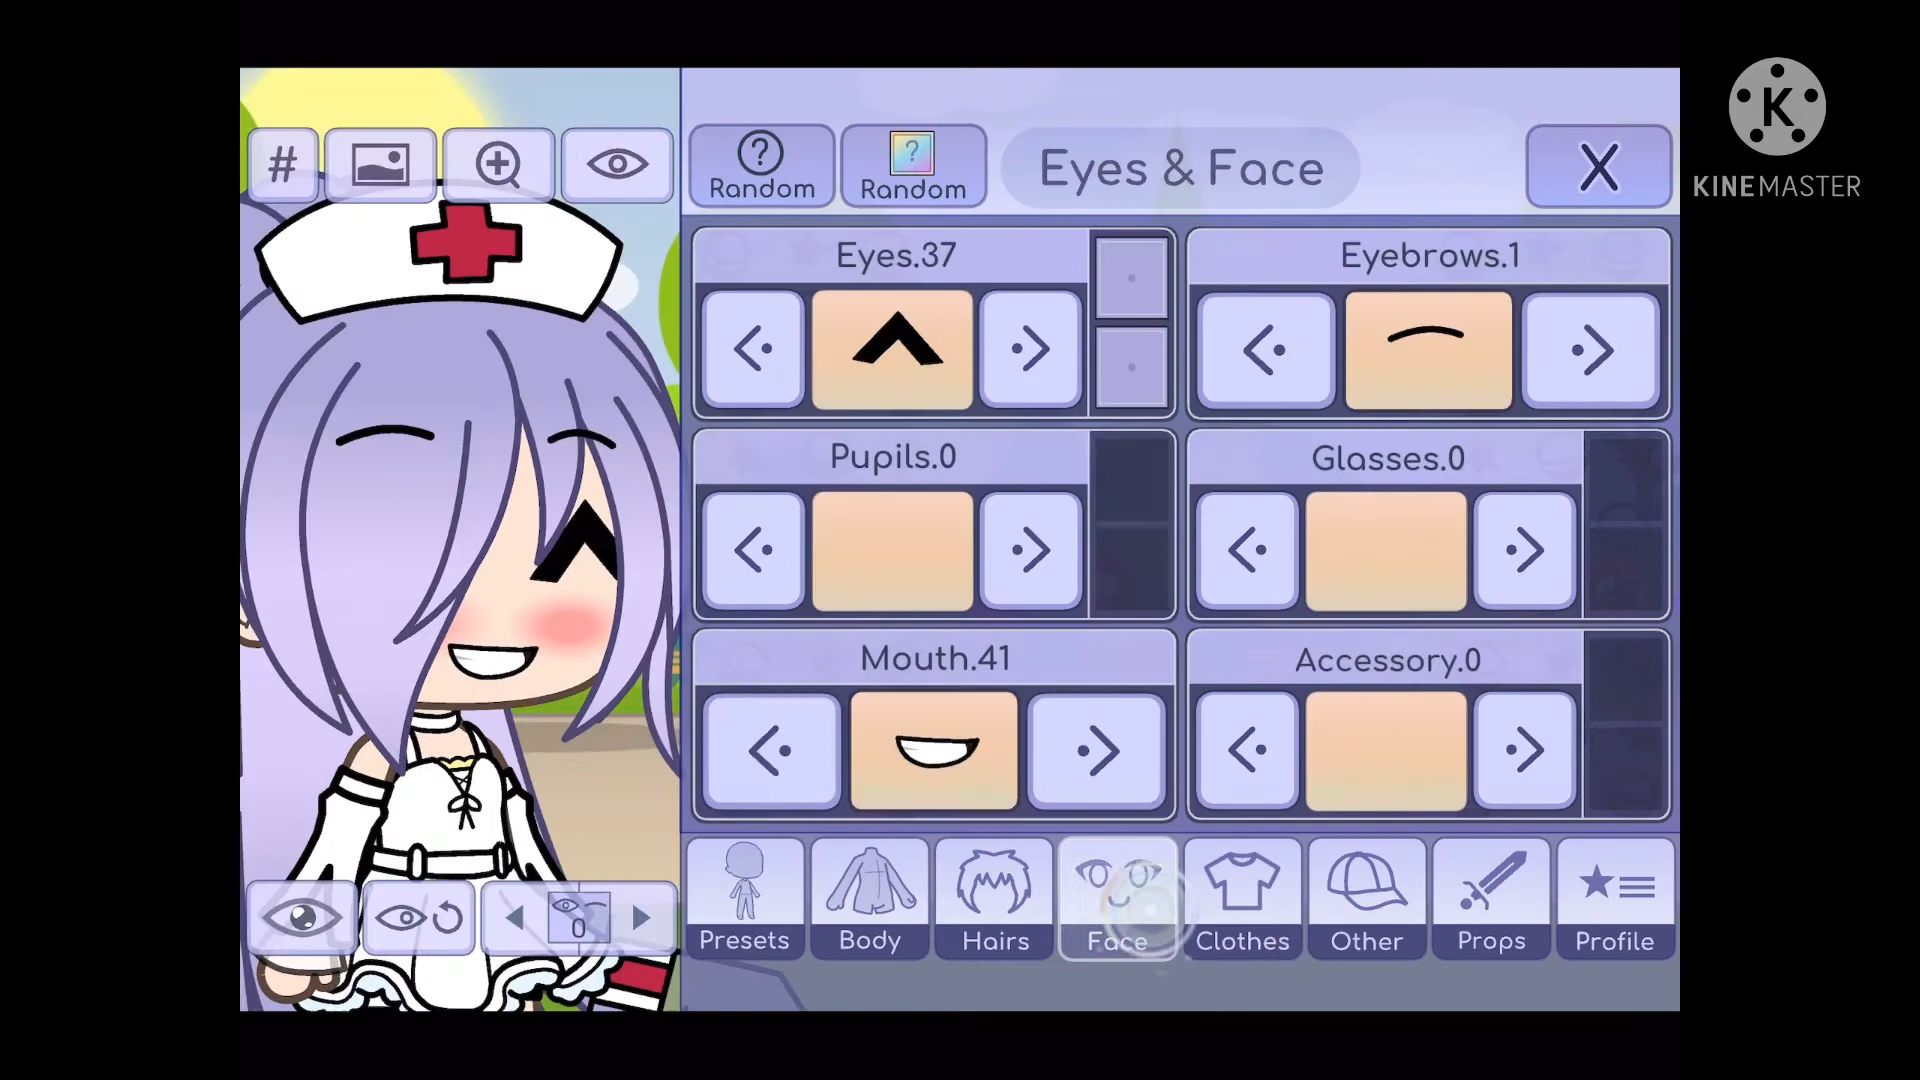 #
? Random
? Random
Eyes & Face
X
K
KINEMASTER
Eyes.37
Eyebrows.1
Pupils.0
Glasses.0
Mouth.41
Accessory.0
0
Presets
Body
Hairs
Face
Clothes
Other
Props
Profile